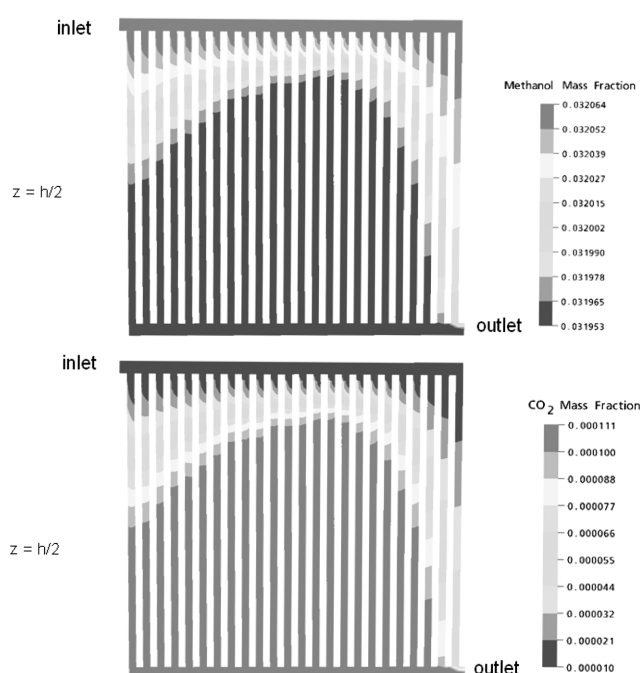 inlet
Methanol Mass Fraction
0.032064
0.032052
0.032039
0.032027
0.032015
0.032002
0.031990
0.031978
0.031965
0.031953
z = h/2
outlet
inlet
CO2 Mass Fraction
0.000111
0.000100
0.000088
0.000077
0.000066
0.000055
0.000044
0.000032
0.000021
0.000010
z = h/2
outlet